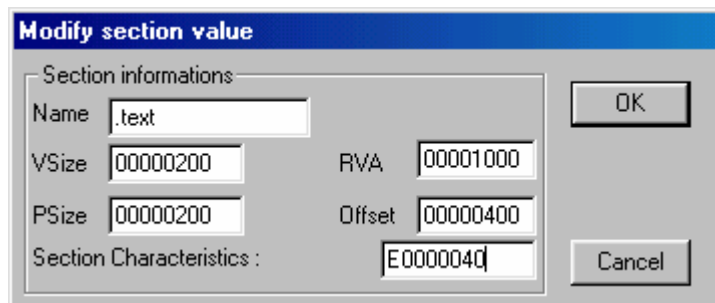 Modify section value
Section informations
Name .text
OK
VSize 00000200 RVA 00001000
PSize 00000200 Offset 00000400
Section Characteristics : E0000040
Cancel